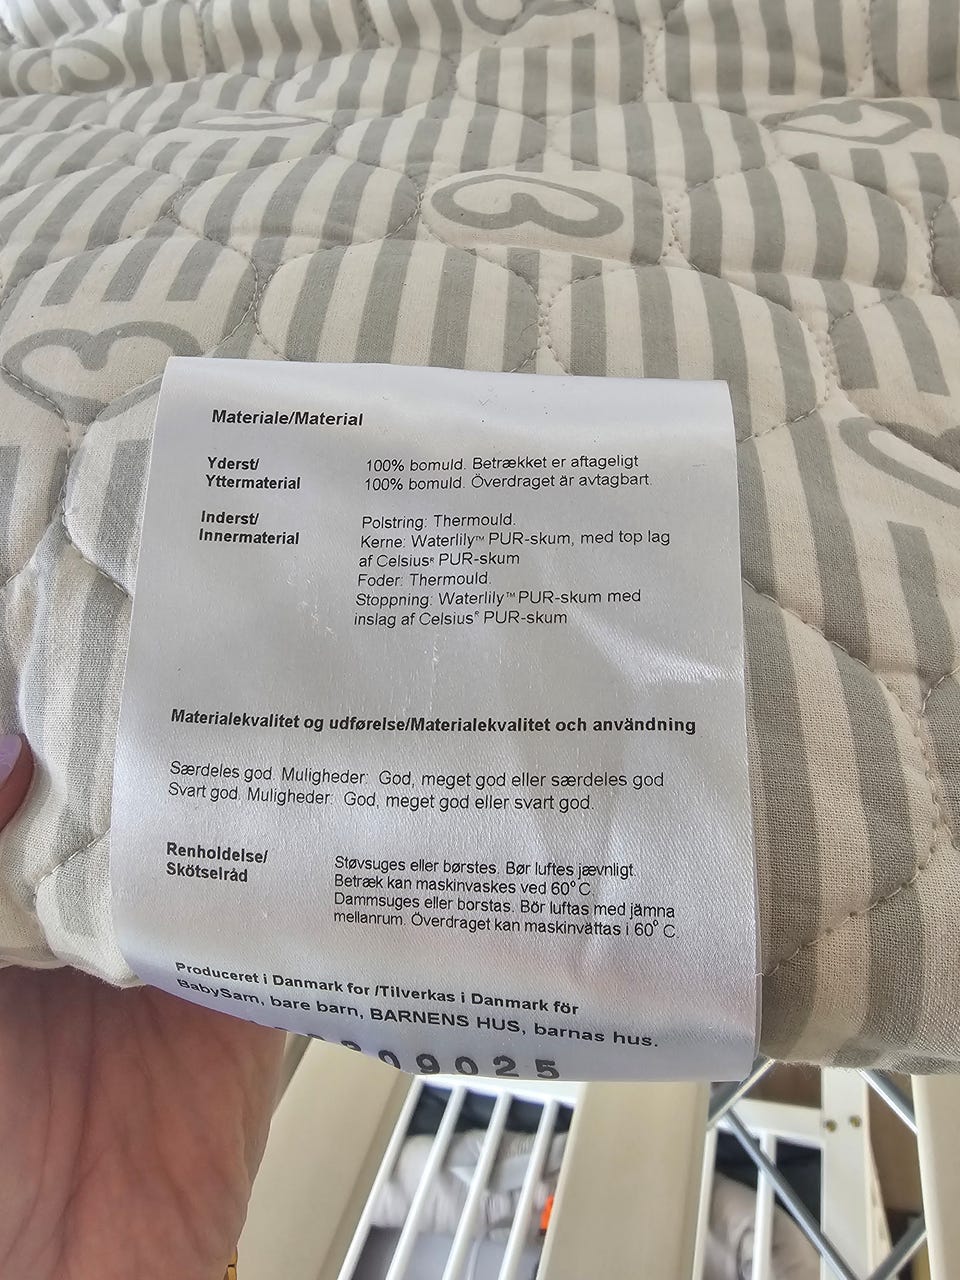 Materiale/Material
Yderst/
Yttermaterial
100% bomuld. Betrækket er aftageligt
100% bomuld. Överdraget är avtagbart.
Inderst/
Innermaterial
Polstring: Thermould.
Kerne: Waterlily™ PUR-skum, med top lag
af Celsius® PUR-skum
Foder: Thermould.
Stoppning: Waterlily™ PUR-skum med
inslag af Celsius® PUR-skum
Materialekvalitet og udførelse/Materialekvalitet och användning
Særdeles god. Muligheder: God, meget god eller særdeles god
Svart god. Muligheder: God, meget god eller svart god.
Renholdelse/
Skötselråd
Støvsuges eller børstes. Bør luftes jævnligt.
Betræk kan maskinvaskes ved 60° C.
Dammsuges eller borstas. Bör luftas med jämna
mellanrum. Överdraget kan maskinvättas i 60° C.
Produceret i Danmark for /Tilverkas i Danmark för
BabySam, bare barn, BARNENS HUS, barnas hus.
09025